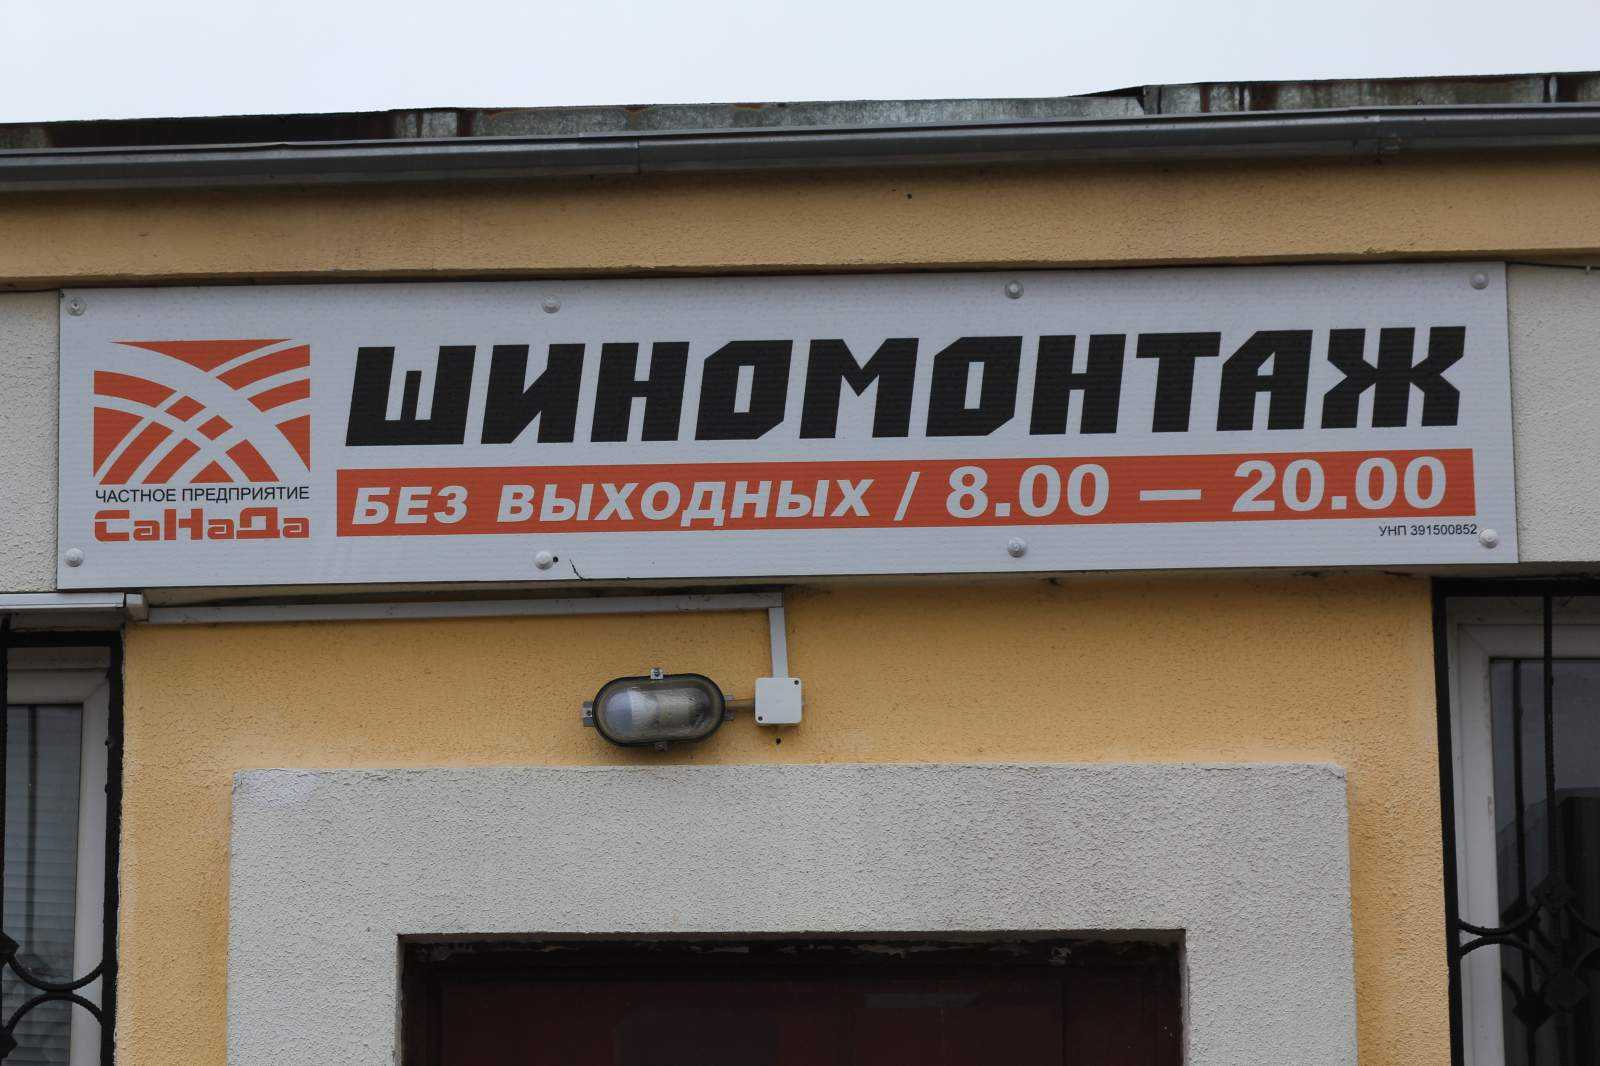 ЧАСТНОЕ ПРЕДПРИЯТИЕ
СаНаДа
ШИНОМОНТАЖ
БЕЗ ВЫХОДНЫХ / 8.00 — 20.00
УНП 391500852